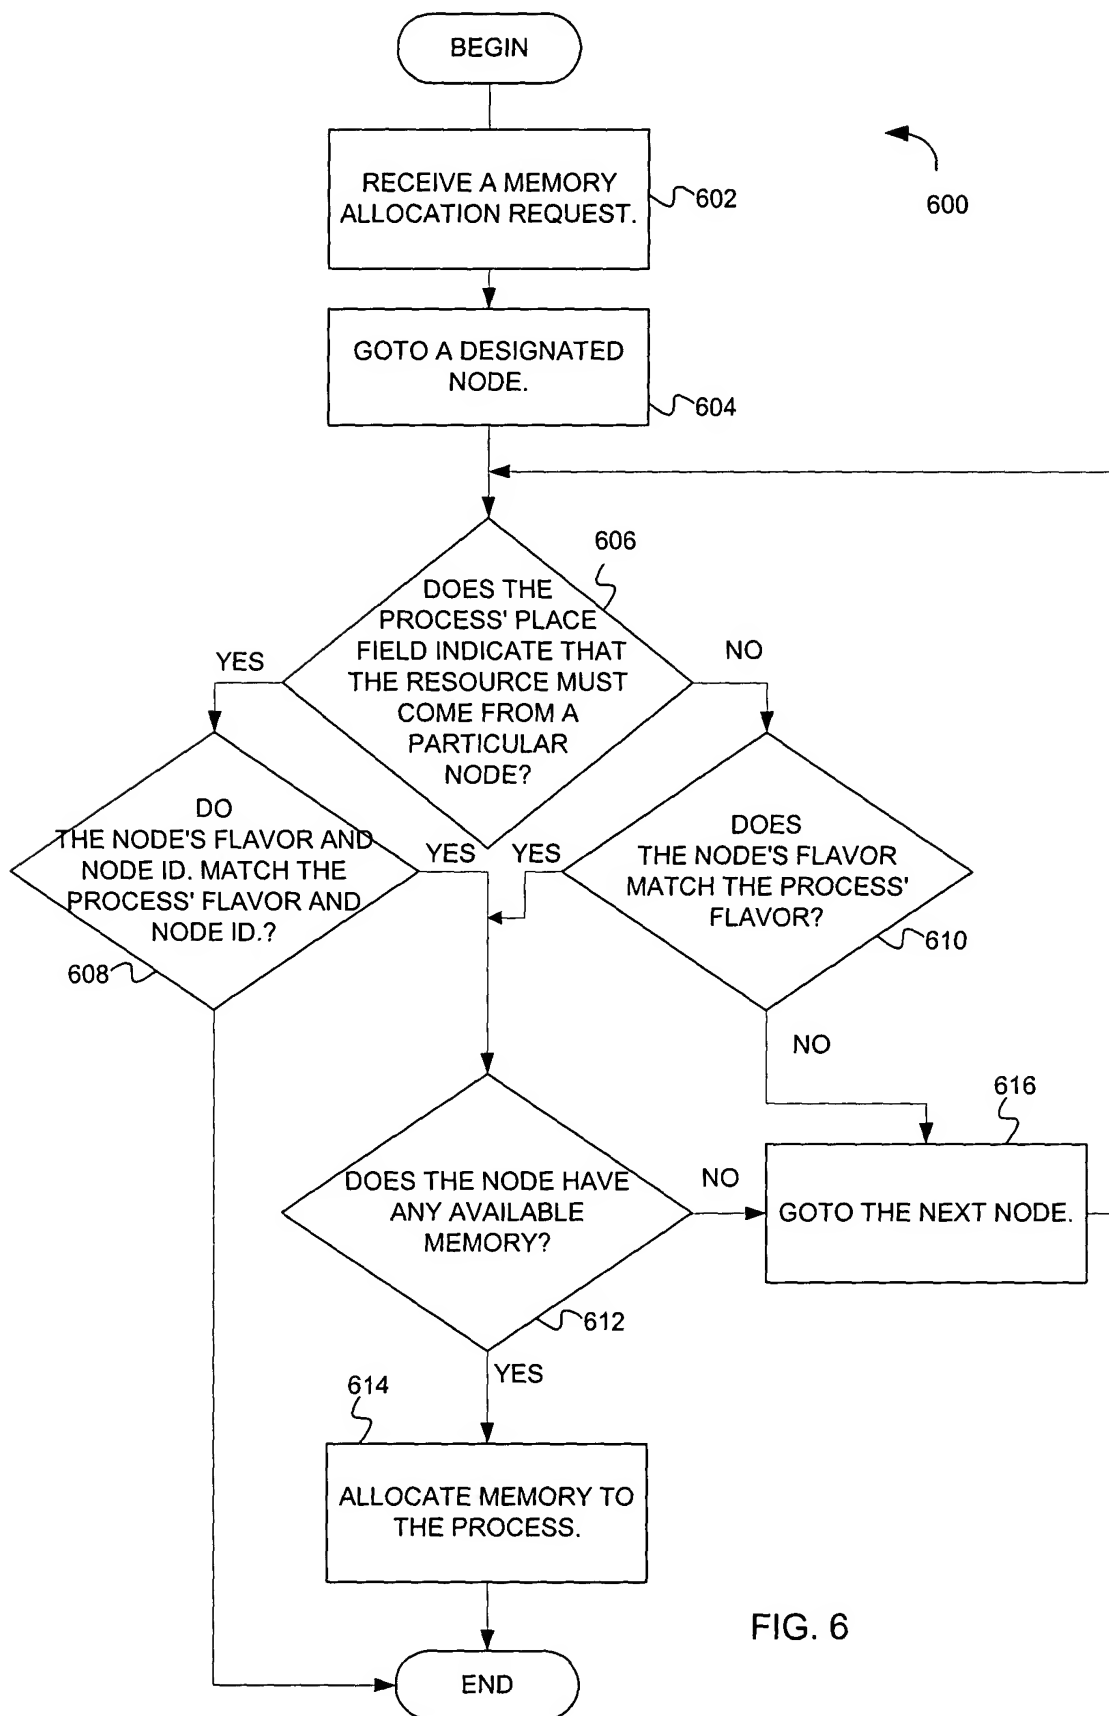 BEGIN
RECEIVE A MEMORY
ALLOCATION REQUEST.
602
600
GOTO A DESIGNATED
NODE.
604
606
DOES THE
PROCESS' PLACE
FIELD INDICATE THAT
THE RESOURCE MUST
COME FROM A
PARTICULAR
NODE?
YES
NO
DO
THE NODE'S FLAVOR AND
NODE ID. MATCH THE
PROCESS' FLAVOR AND
NODE ID.?
608
YES
YES
DOES
THE NODE'S FLAVOR
MATCH THE PROCESS'
FLAVOR?
610
NO
616
DOES THE NODE HAVE
ANY AVAILABLE
MEMORY?
NO
GOTO THE NEXT NODE.
612
YES
614
ALLOCATE MEMORY TO
THE PROCESS.
FIG. 6
END